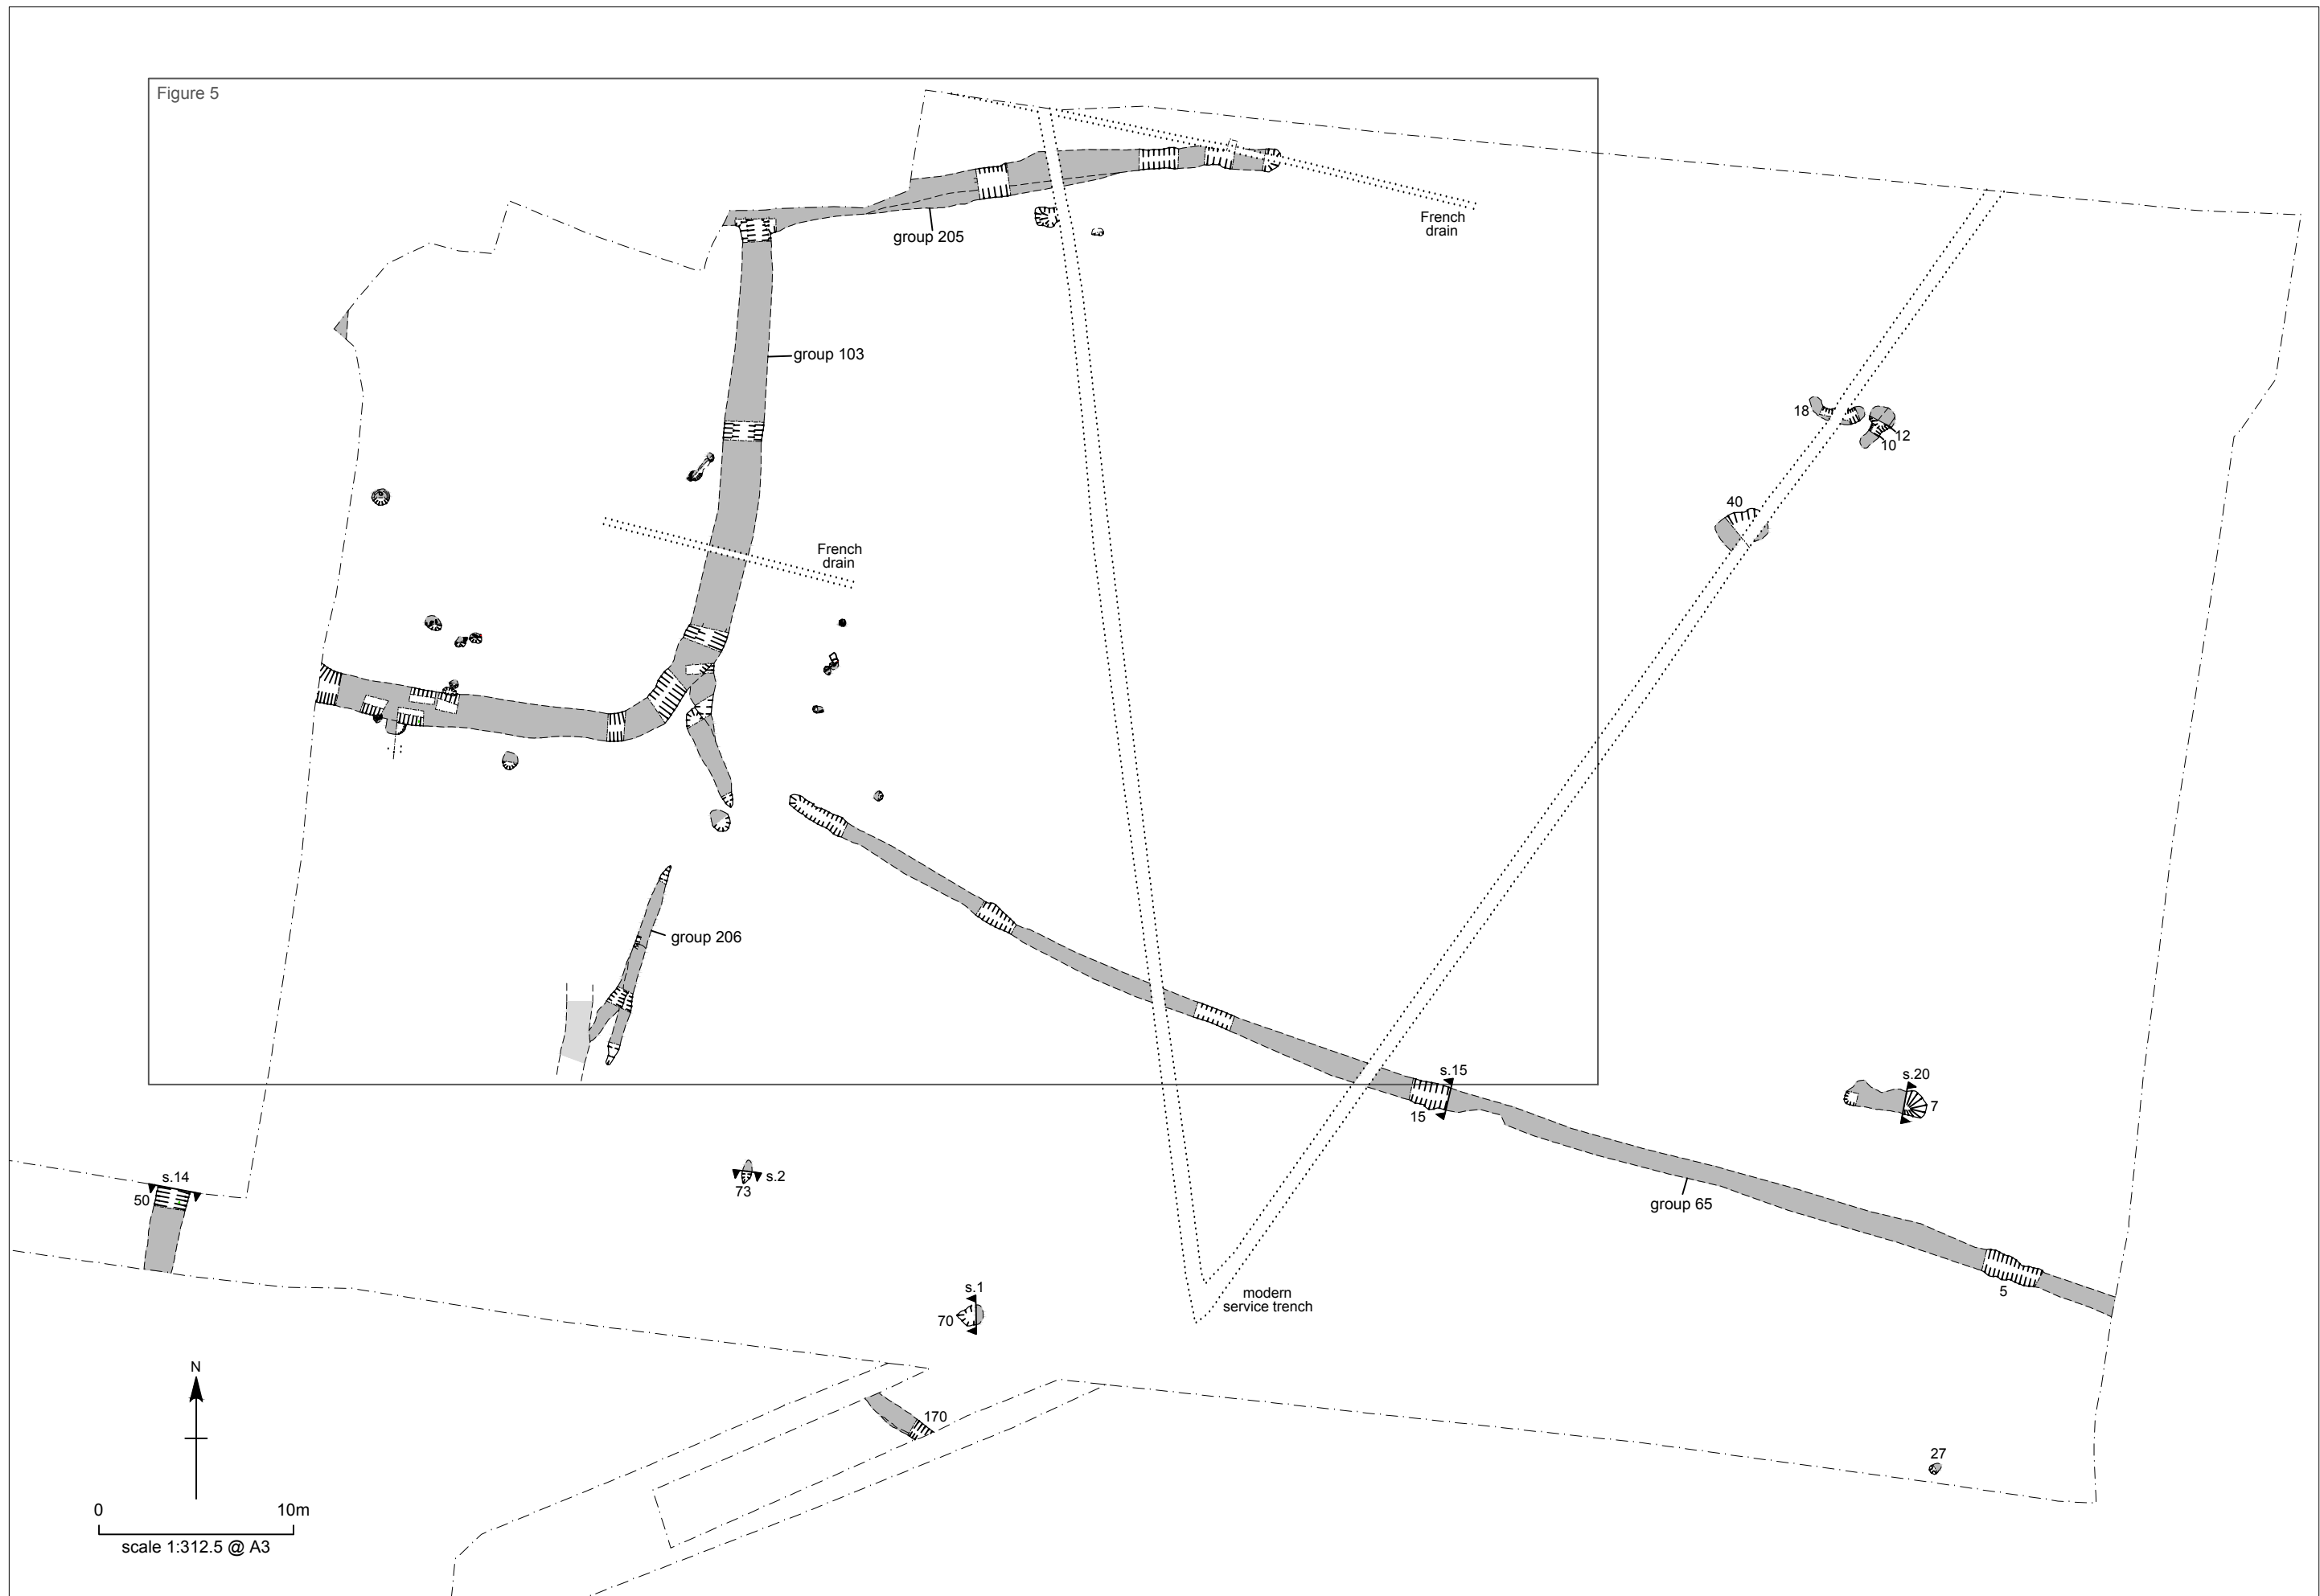 Figure 5
French
drain
group 205
group 103
18
12
10
40
French
drain
group 206
s.15
15
s.20
7
s.14
50
s.2
73
group 65
s.1
70
modern
service trench
5
N
170
27
0 10m
scale 1:312.5 @ A3